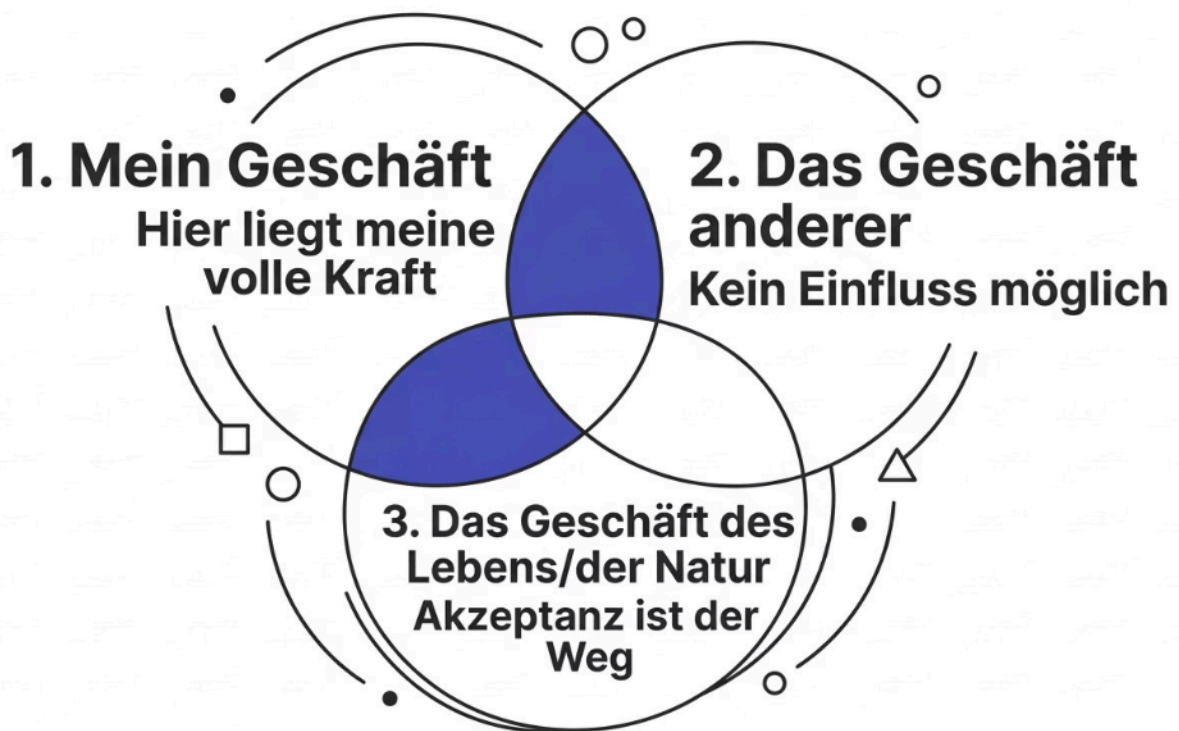 1. Mein Geschäft
Hier liegt meine
volle Kraft
2. Das Geschäft
anderer
Kein Einfluss möglich
3. Das Geschäft des
Lebens/der Natur
Akzeptanz ist der
Weg